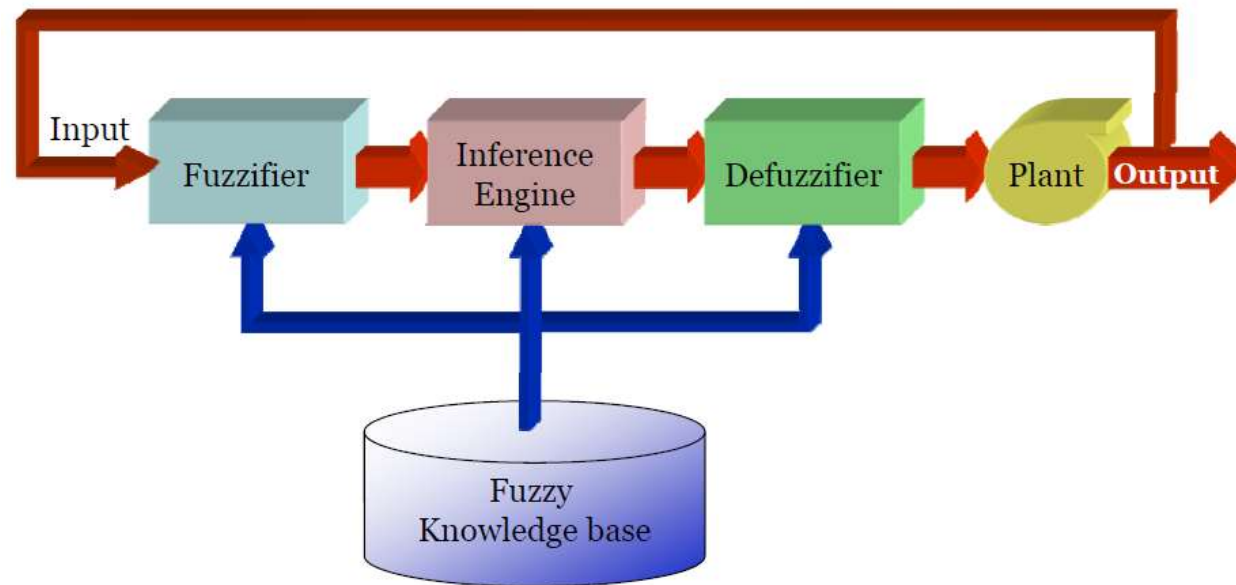 Input
Fuzzifier
Inference
Engine
Defuzzifier
Plant
Output
Fuzzy
Knowledge base